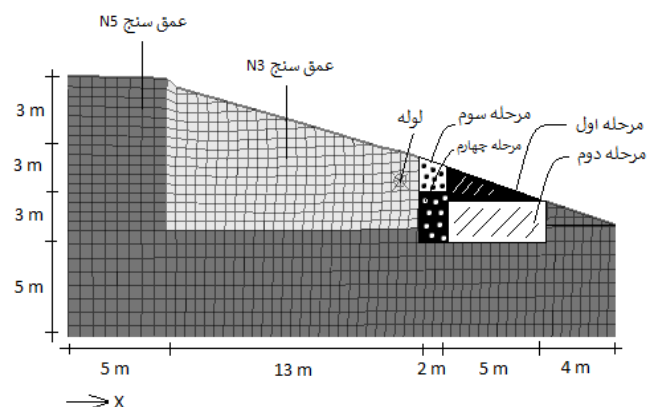 عمق سنج N5
عمق سنج N3
لوله
مرحله سوم
مرحله چهارم
مرحله اول
مرحله دوم
3 m
3 m
3 m
5 m
5 m
13 m
2 m
5 m
4 m
X